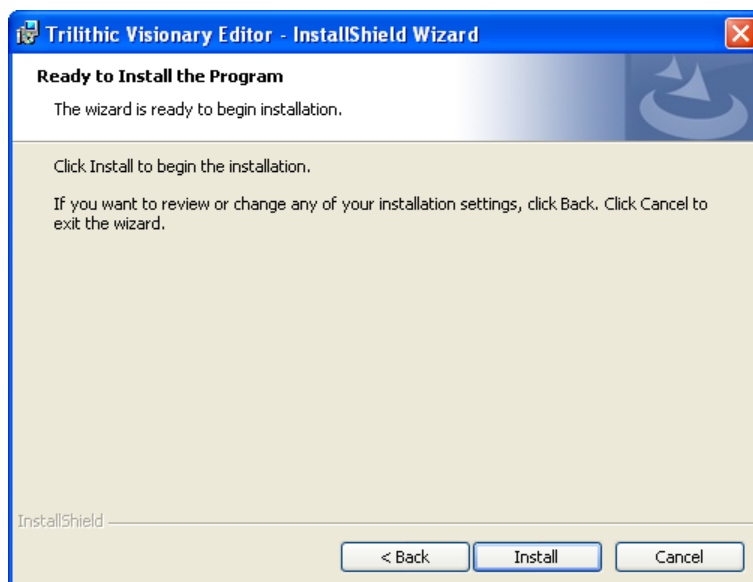 Trilithic Visionary Editor - InstallShield Wizard
Ready to Install the Program
The wizard is ready to begin installation.
Click Install to begin the installation.
If you want to review or change any of your installation settings, click Back. Click Cancel to
exit the wizard.
InstallShield
< Back
Install
Cancel